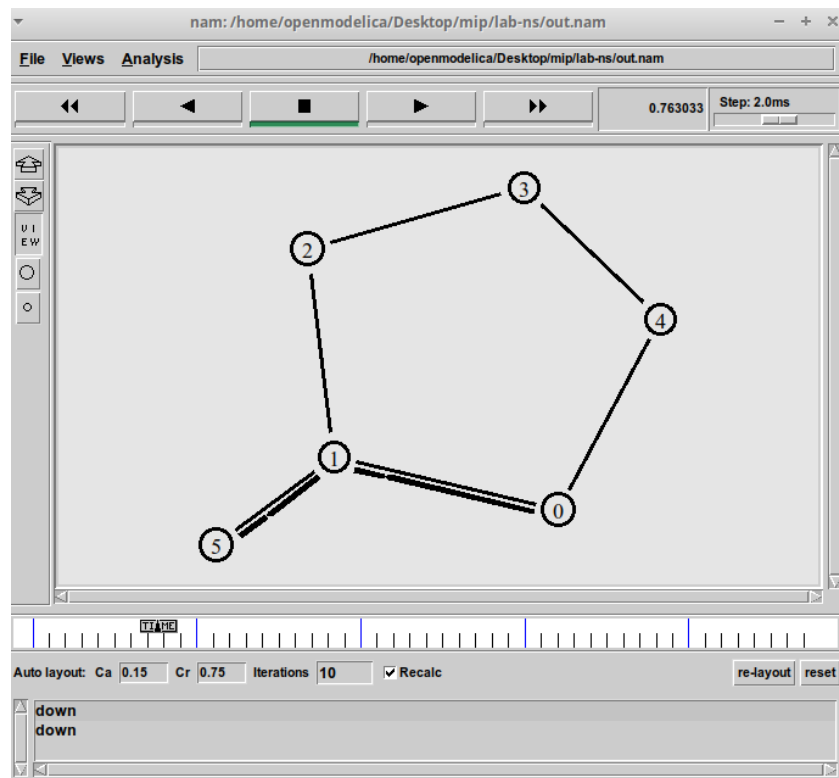 nam: /home/openmodelica/Desktop/mip/lab-ns/out.nam
File Views Analysis /home/openmodelica/Desktop/mip/lab-ns/out.nam
0.763033 Step: 2.0ms
V I
E W
3
2
4
1
0
5
TIME
Auto layout: Ca 0.15 Cr 0.75 Iterations 10 Recalc re-layout reset
down
down